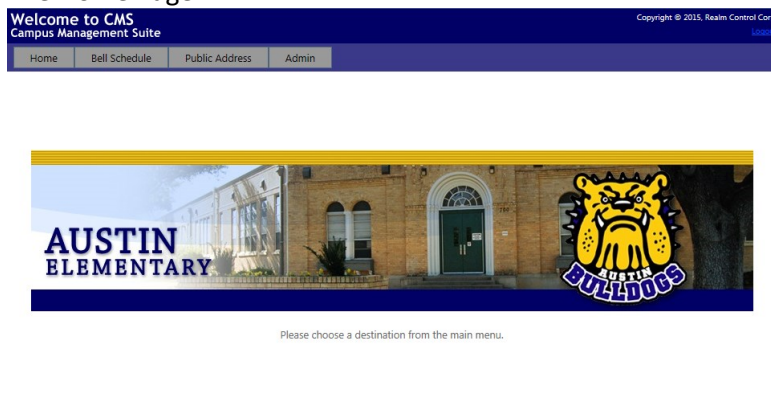 Welcome to CMS
Campus Management Suite
Copyright © 2015, Realm Control Cor
Home Bell Schedule Public Address Admin
AUSTIN
ELEMENTARY
AUSTIN
BULLDOGS
Please choose a destination from the main menu.